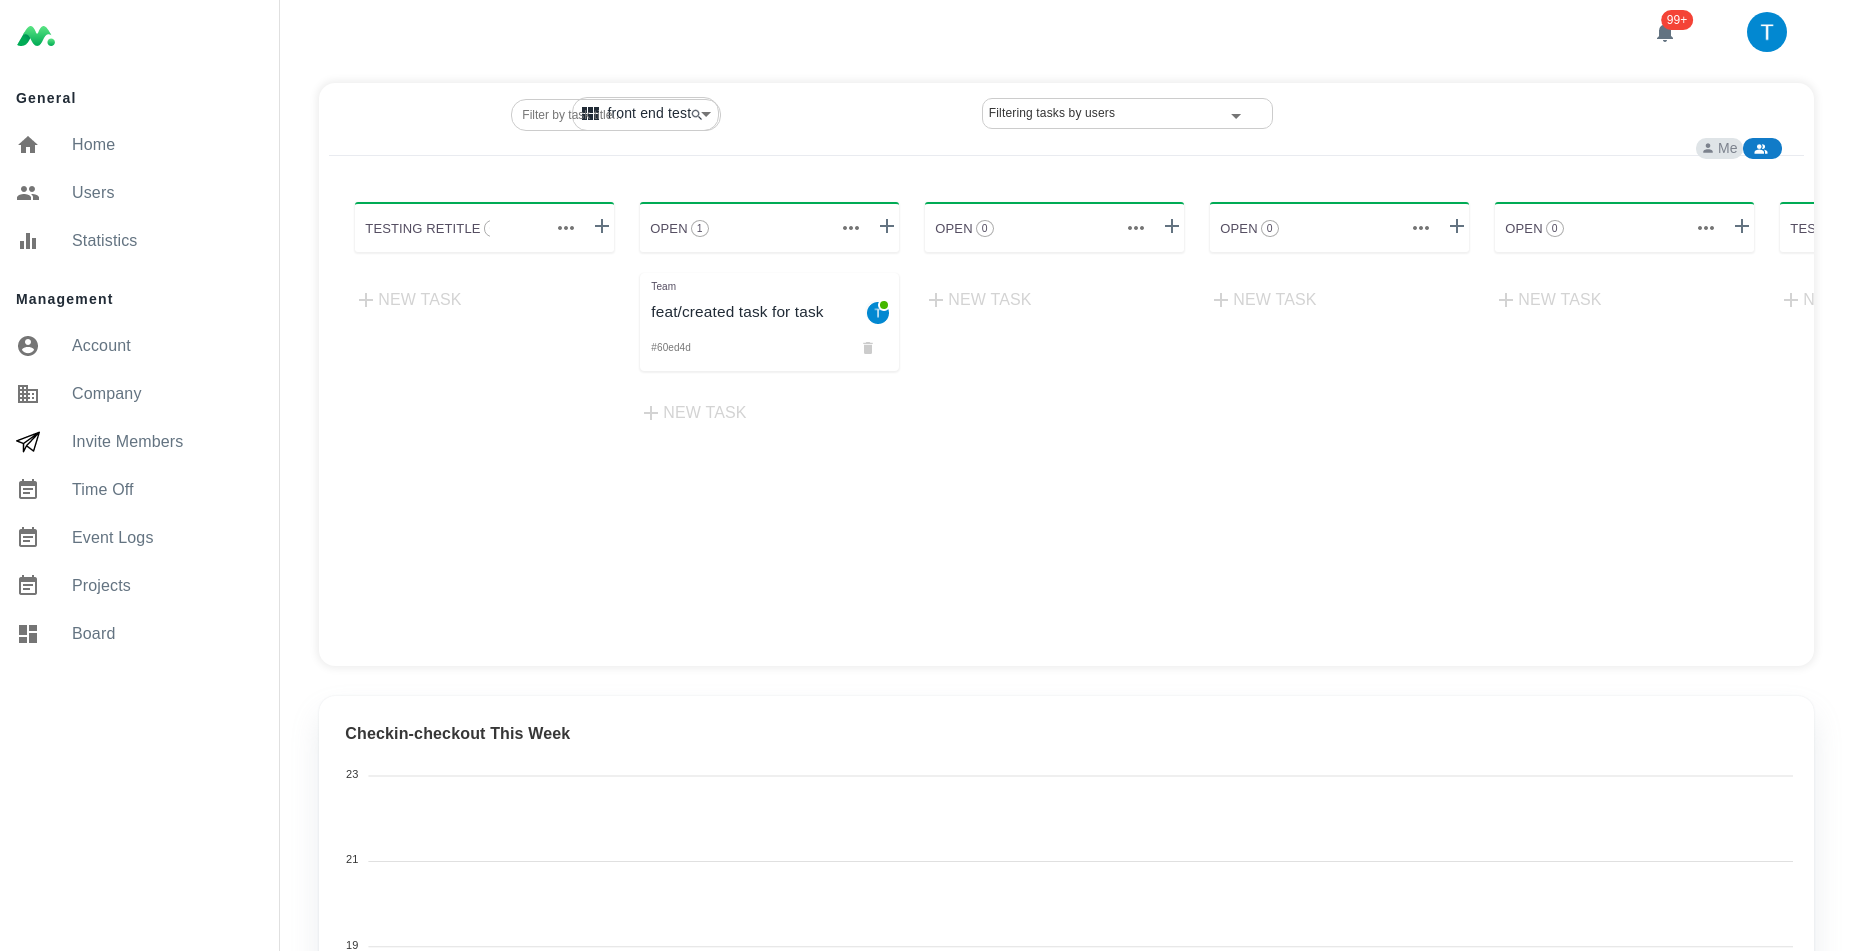 99+
T
General
Home
Users
Statistics
Management
Account
Company
Invite Members
Time Off
Event Logs
Projects
Board
Filter by task title...
front end test
Filtering tasks by users
Me
TESTING RETITLE
OPEN 1
OPEN 0
OPEN 0
OPEN 0
TES
NEW TASK
Team
feat/created task for task
T
#60ed4d
NEW TASK
NEW TASK
NEW TASK
NEW TASK
N
Checkin-checkout This Week
23
21
19